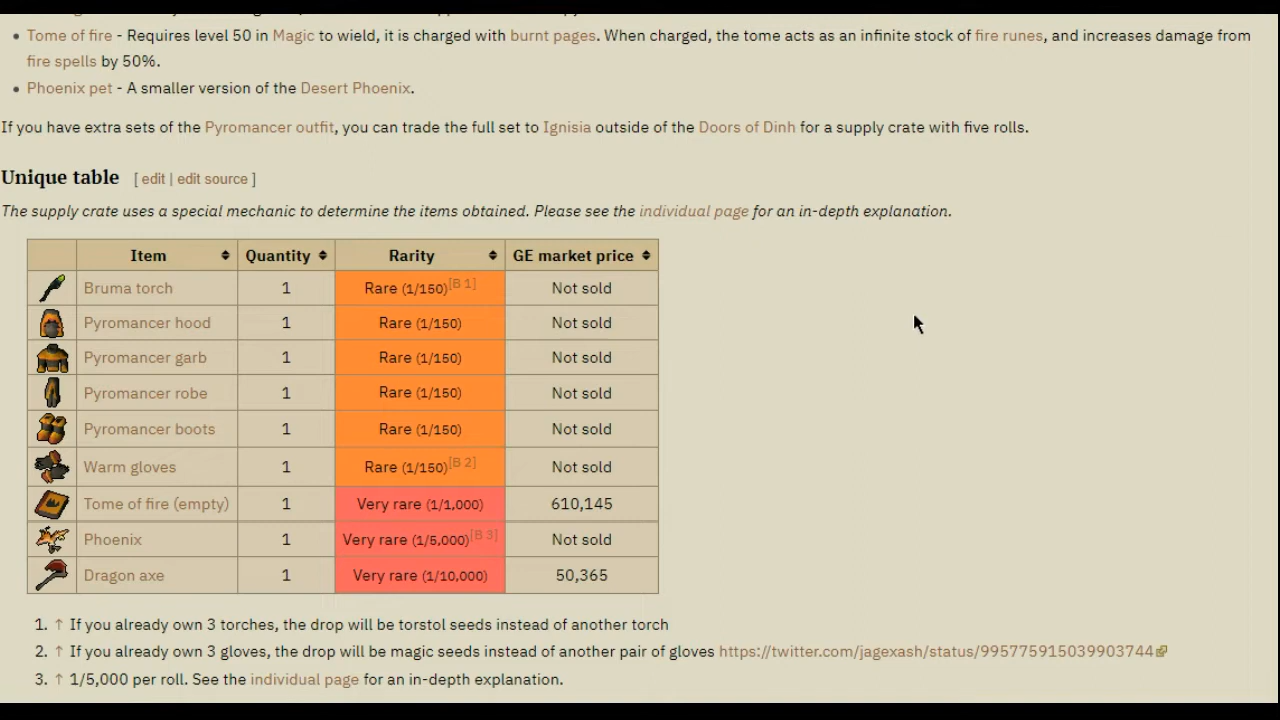 Tome of fire - Requires level 50 in Magic to wield, it is charged with burnt pages. When charged, the tome acts as an infinite stock of fire runes, and increases damage from
fire spells by 50%.
Phoenix pet - A smaller version of the Desert Phoenix.
If you have extra sets of the Pyromancer outfit, you can trade the full set to Ignisia outside of the Doors of Dinh for a supply crate with five rolls.
Unique table [ edit | edit source ]
The supply crate uses a special mechanic to determine the items obtained. Please see the individual page for an in-depth explanation.
Item Quantity Rarity GE market price
Bruma torch 1 Rare (1/150)[B 1] Not sold
Pyromancer hood 1 Rare (1/150) Not sold
Pyromancer garb 1 Rare (1/150) Not sold
Pyromancer robe 1 Rare (1/150) Not sold
Pyromancer boots 1 Rare (1/150) Not sold
Warm gloves 1 Rare (1/150)[B 2] Not sold
Tome of fire (empty) 1 Very rare (1/1,000) 610,145
Phoenix 1 Very rare (1/5,000)[B 3] Not sold
Dragon axe 1 Very rare (1/10,000) 50,365
1. ↑ If you already own 3 torches, the drop will be torstol seeds instead of another torch
2. ↑ If you already own 3 gloves, the drop will be magic seeds instead of another pair of gloves https://twitter.com/jagexash/status/995775915039903744
3. ↑ 1/5,000 per roll. See the individual page for an in-depth explanation.